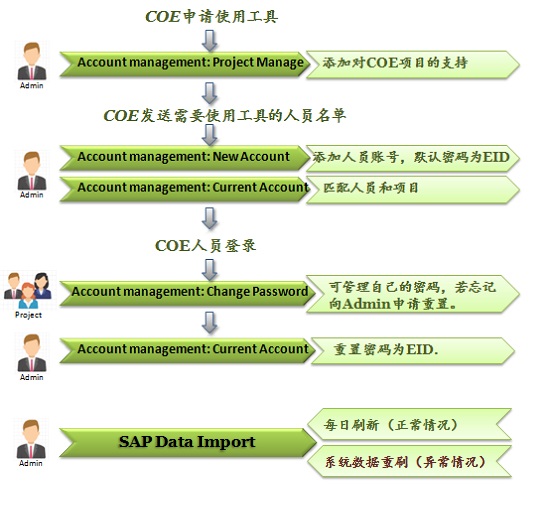 COE申请使用工具
Account management: Project Manage
添加对COE项目的支持
Admin
COE发送需要使用工具的人员名单
Account management: New Account
添加人员账号，默认密码为EID
Account management: Current Account
匹配人员和项目
Admin
COE人员登录
Account management: Change Password
可管理自己的密码，若忘记
向Admin申请重置。
Project
Account management: Current Account
重置密码为EID.
Admin
SAP Data Import
每日刷新（正常情况）
系统数据重刷（异常情况）
Admin